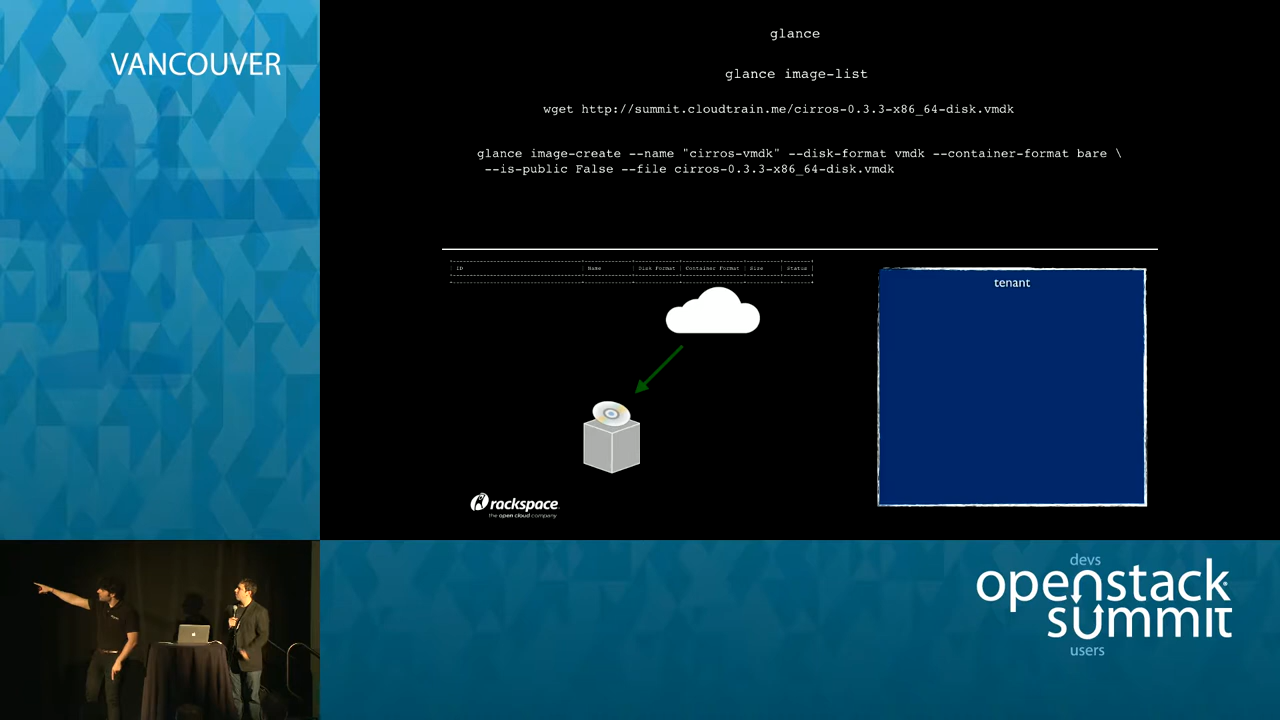 VANCOUVER
glance
glance image-list
wget http://summit.cloudtrain.me/cirros-0.3.3-x86_64-disk.vmdk
glance image-create --name "cirros-vmdk" --disk-format vmdk --container-format bare \
--is-public False --file cirros-0.3.3-x86_64-disk.vmdk
| ID | Name | Disk Format | Container Format | Size | Status |
tenant
rackspace
the open cloud company
devs
openstack
summit
users